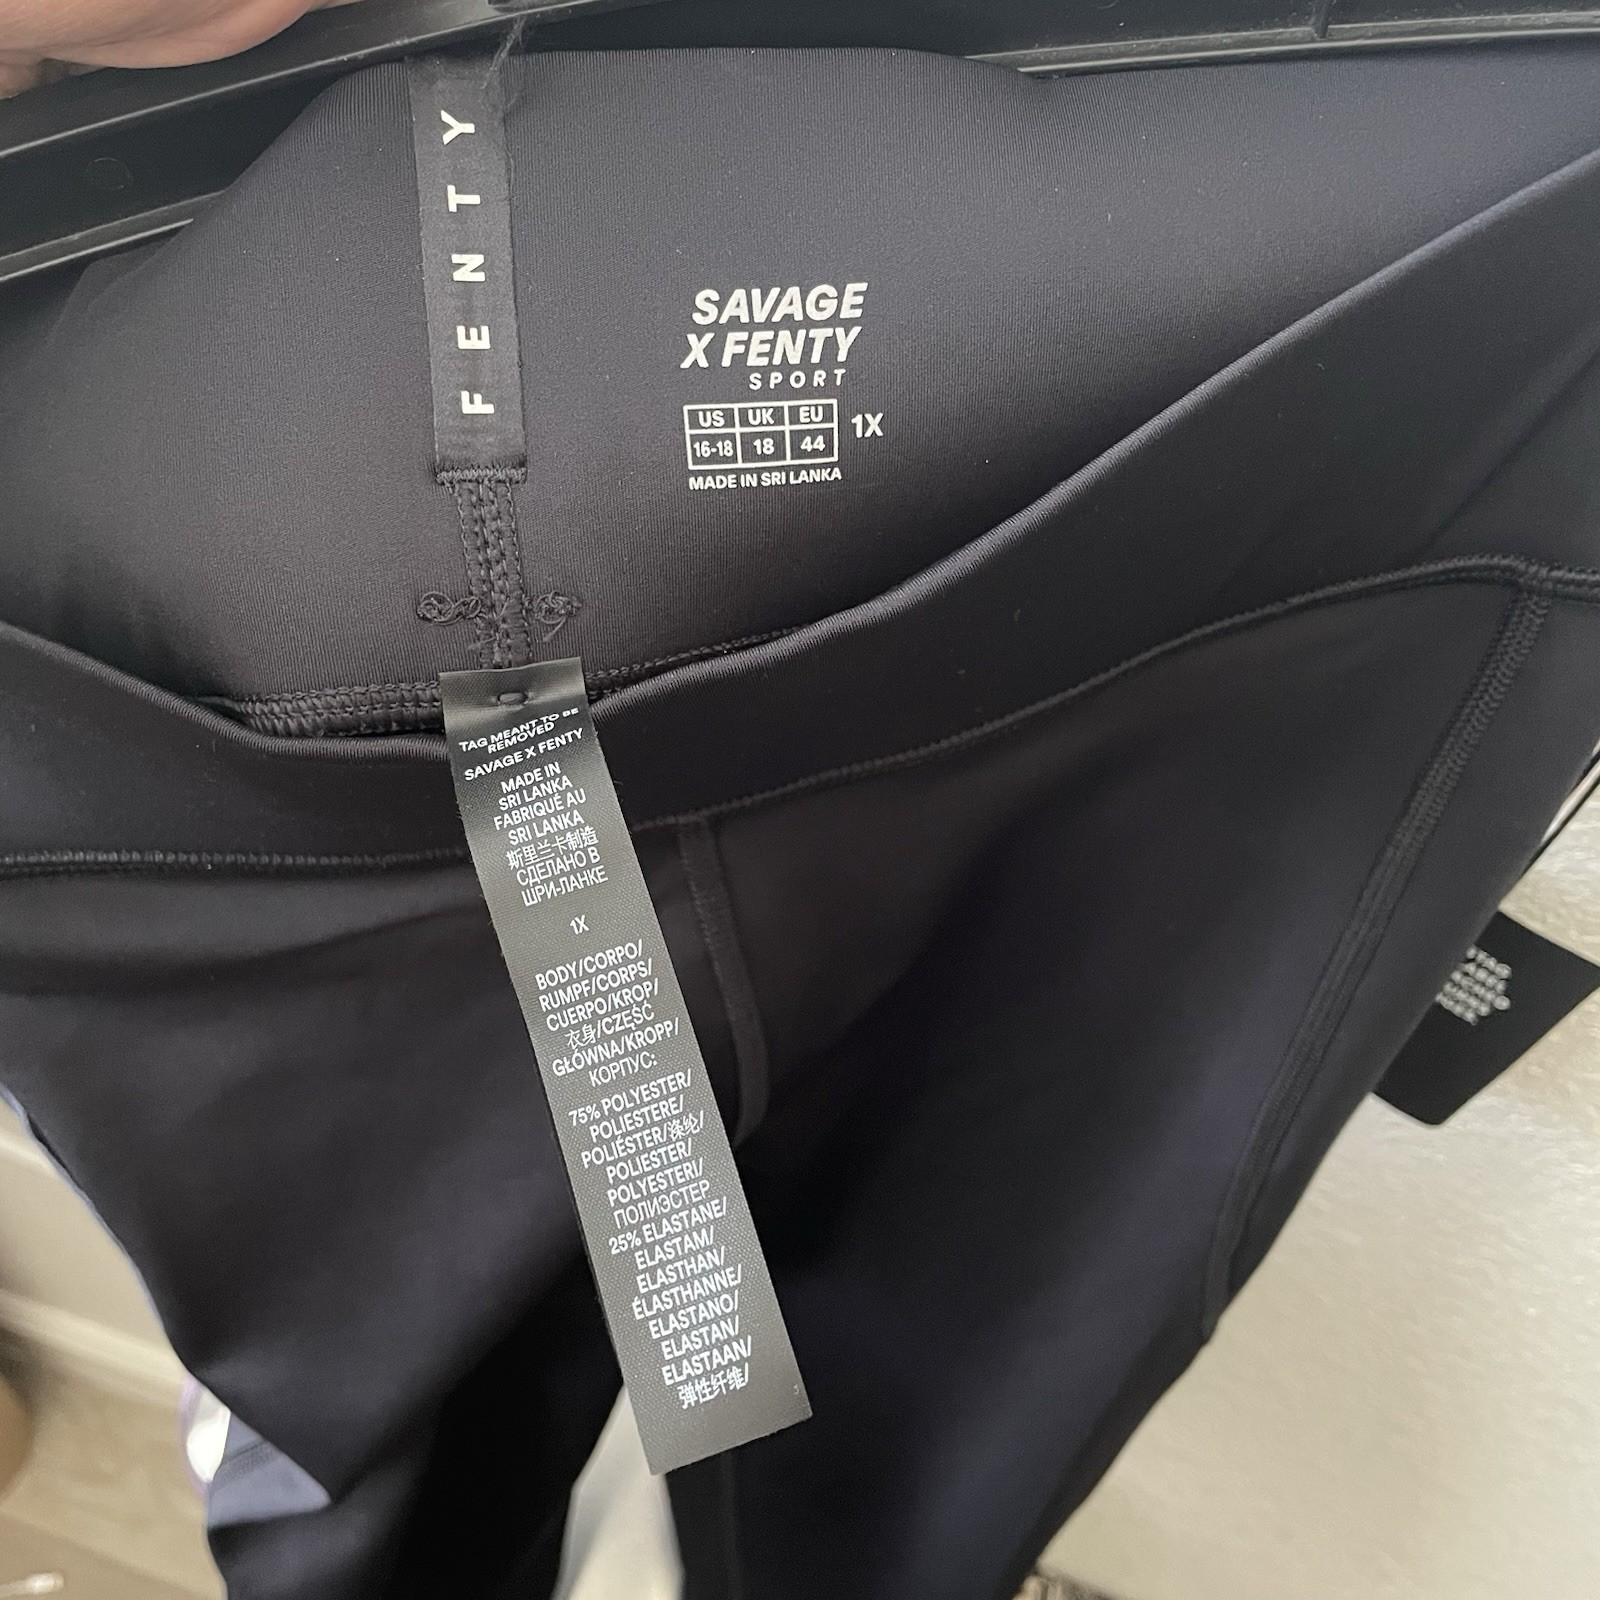 FENTY
SAVAGE
X FENTY
SPORT
US UK EU
16-18 18 44
1X
MADE IN SRI LANKA
TAG MEANT TO BE
REMOVED
SAVAGE X FENTY
MADE IN
SRI LANKA
FABRIQUÉ AU
SRI LANKA
斯里兰卡制造
СДЕЛАНО В
ШРИ-ЛАНКЕ
1X
BODY/CORPO/
RUMPF/CORPS/
CUERPO/KROP/
衣身/CZĘŚĆ
GŁÓWNA/KROPP/
КОРПУС:
75% POLYESTER/
POLIESTERE/
POLIÉSTER/涤纶/
POLIESTER/
POLYESTERI/
ПОЛИЭСТЕР
25% ELASTANE/
ELASTAM/
ELASTHAN/
ÉLASTHANNE/
ELASTANO/
ELASTAN/
ELASTAAN/
弹性纤维/